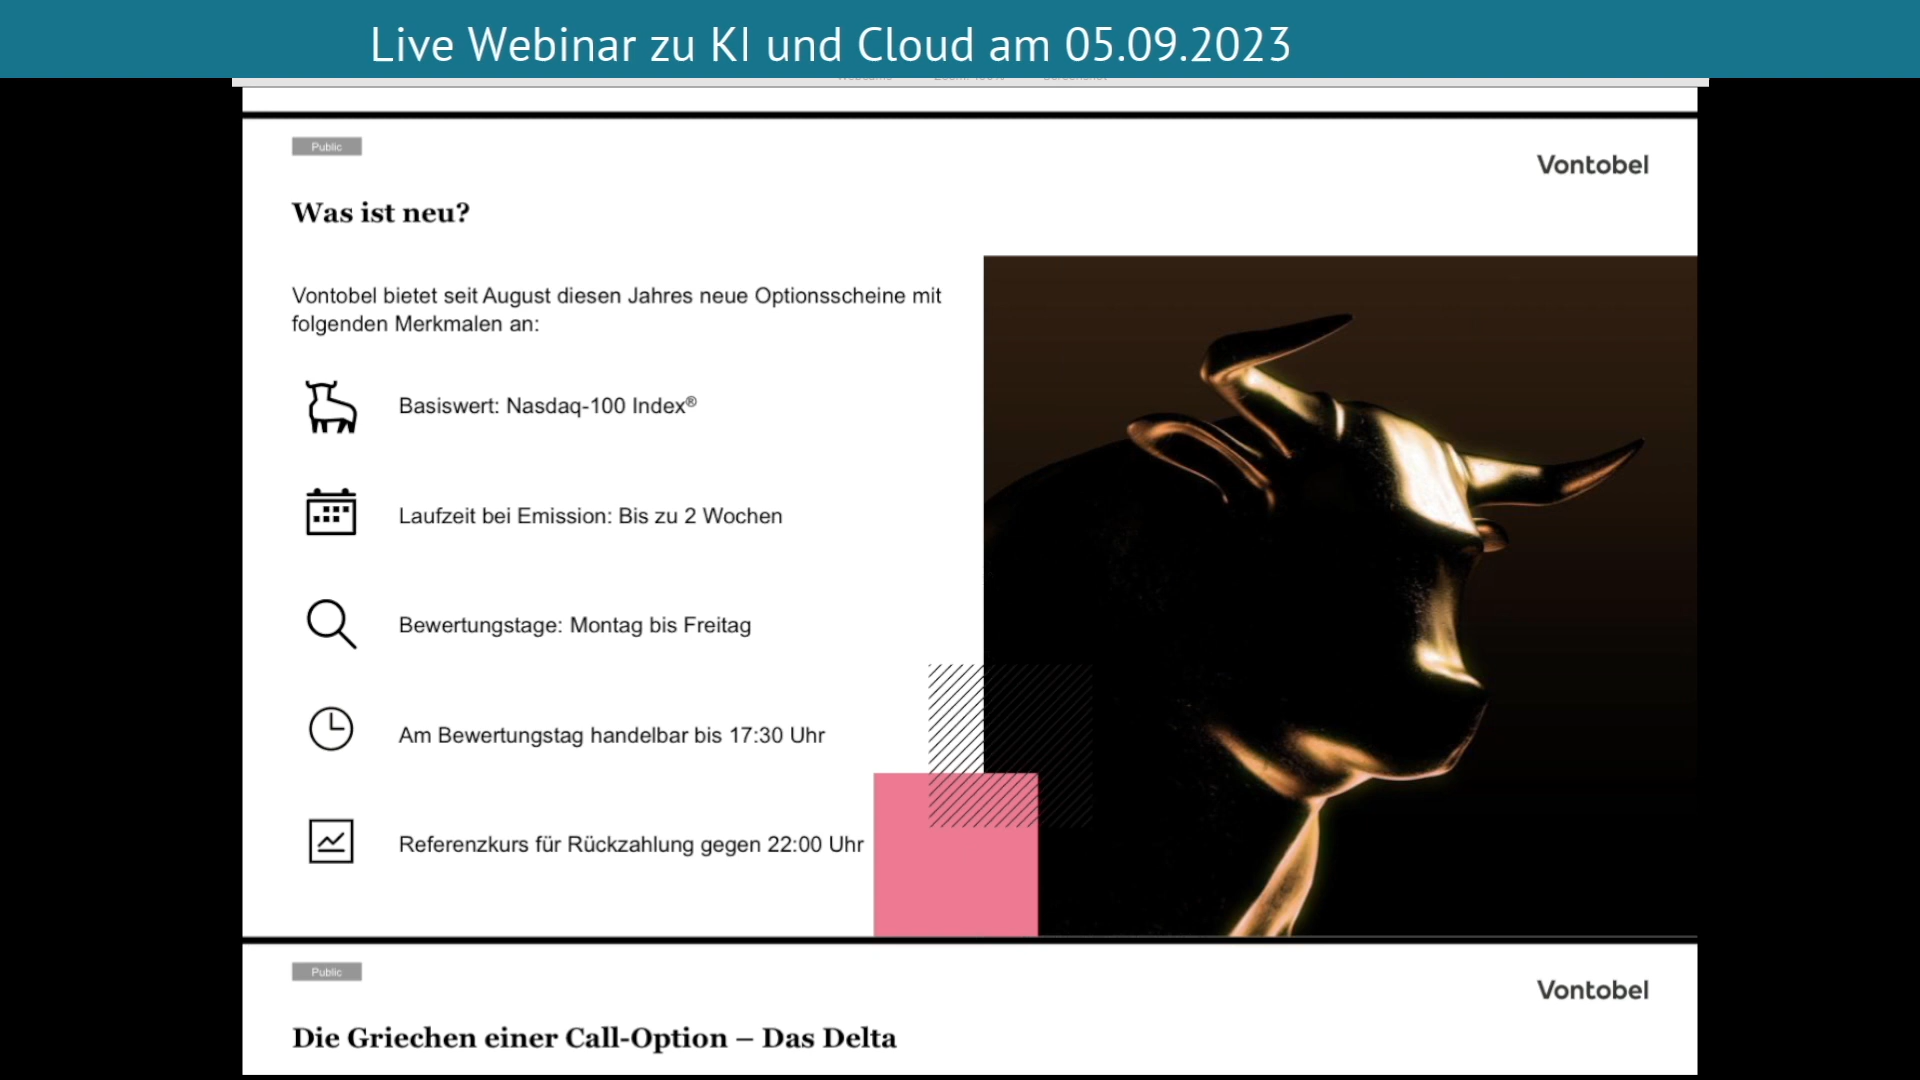 Live Webinar zu KI und Cloud am 05.09.2023
Public
Vontobel
Was ist neu?
Vontobel bietet seit August diesen Jahres neue Optionsscheine mit
folgenden Merkmalen an:
Basiswert: Nasdaq-100 Index®
Laufzeit bei Emission: Bis zu 2 Wochen
Bewertungstage: Montag bis Freitag
Am Bewertungstag handelbar bis 17:30 Uhr
Referenzkurs für Rückzahlung gegen 22:00 Uhr
Public
Vontobel
Die Griechen einer Call-Option – Das Delta